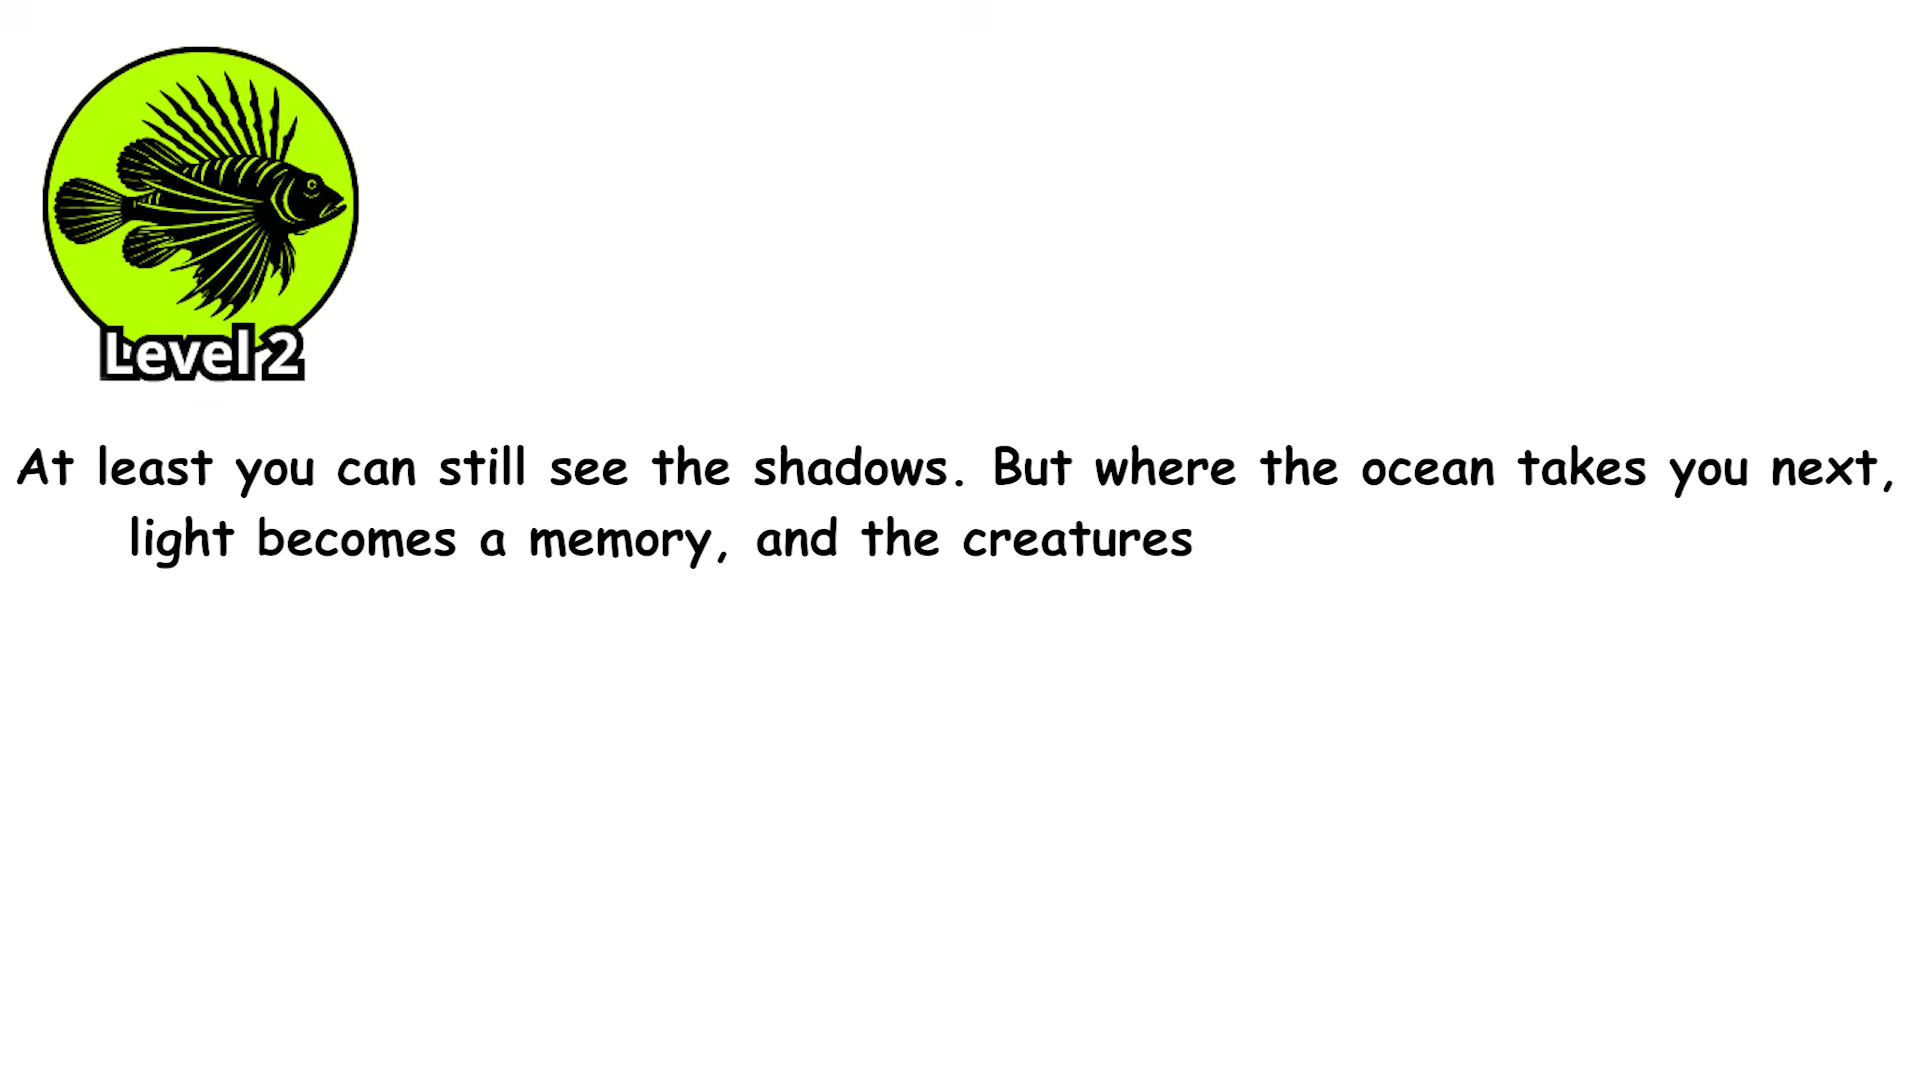 Level 2
At least you can still see the shadows. But where the ocean takes you next,
light becomes a memory, and the creatures